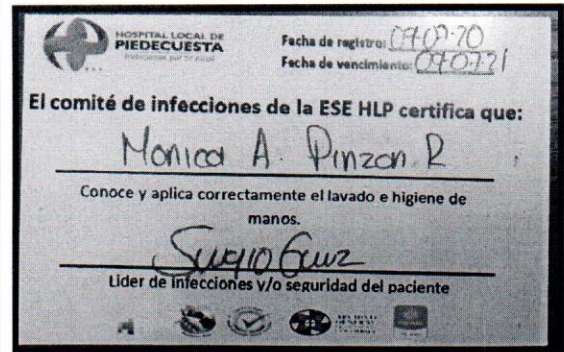 HOSPITAL LOCAL DE
PIEDECUESTA
Fecha de registro: 09-07-20
Fecha de vencimiento: 09-07-21
El comité de infecciones de la ESE HLP certifica que:
Monica A. Pinzon R
Conoce y aplica correctamente el lavado e higiene de
manos.
Lider de Infecciones y/o seguridad del paciente